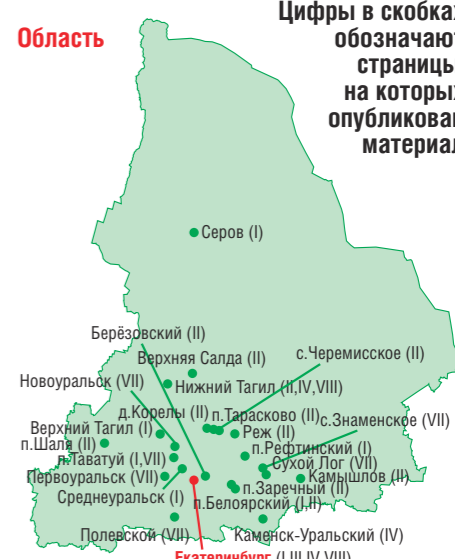 Цифры в скобках
обозначают
страницы,
на которых
опубликован
материал
Область
Серов (I)
Берёзовский (II)
Верхняя Салда (II)
с.Черемисское (II)
Новоуральск (VII)
Нижний Тагил (II,IV,VIII)
д.Корелы (II)
п.Тарасково (II)
с.Знаменское (VII)
Верхний Тагил (I)
Реж (II)
п.Шаля (II)
п.Рефтинский (I)
п.Таватуй (I,VII)
Сухой Лог (VII)
Первоуральск (VII)
Камышлов (II)
Среднеуральск (I)
п.Заречный (II)
п.Белоярский (I,II)
Полевской (VII)
Каменск-Уральский (IV)
Екатеринбург